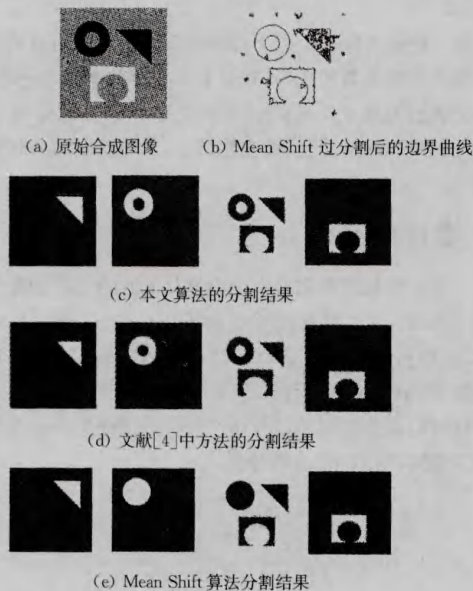 (a) 原始合成图像
(b) Mean Shift 过分割后的边界曲线
(c) 本文算法的分割结果
(d) 文献[4]中方法的分割结果
(e) Mean Shift 算法分割结果